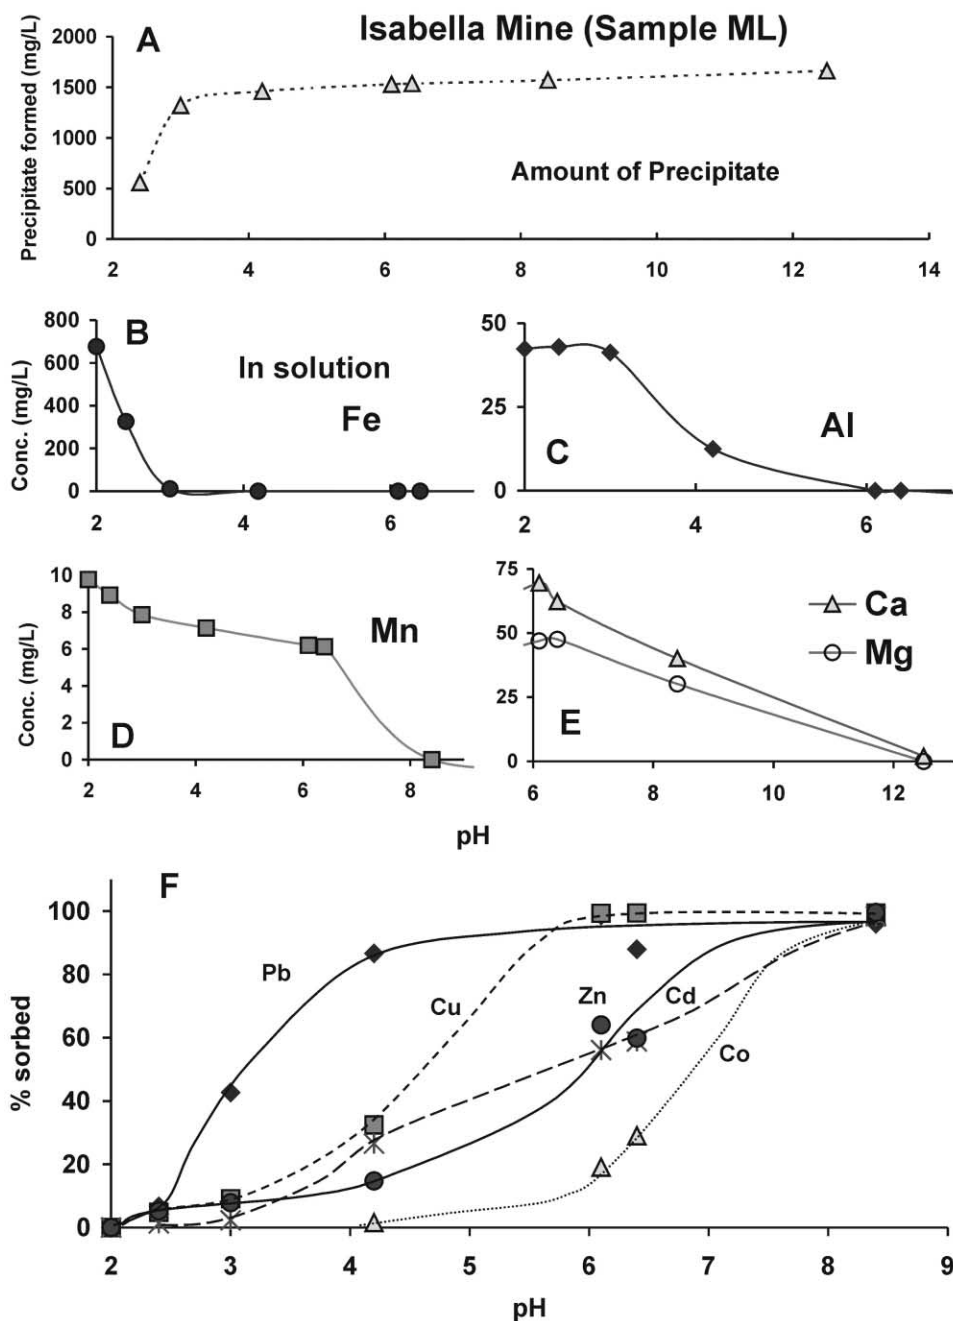 Isabella Mine (Sample ML)
A
Precipitate formed (mg/L)
2000
1500
1000
500
0
Amount of Precipitate
2 4 6 8 10 12 14
B
In solution
Fe
Conc. (mg/L)
800
600
400
200
0
2 4 6
50
25
0
C
Al
2 4 6
Conc. (mg/L)
10
8
6
4
2
0
Mn
D
2 4 6 8
75
50
25
0
Ca
Mg
E
6 8 10 12
pH
F
% sorbed
100
80
60
40
20
0
Pb
Cu
Zn
Cd
Co
2 3 4 5 6 7 8 9
pH